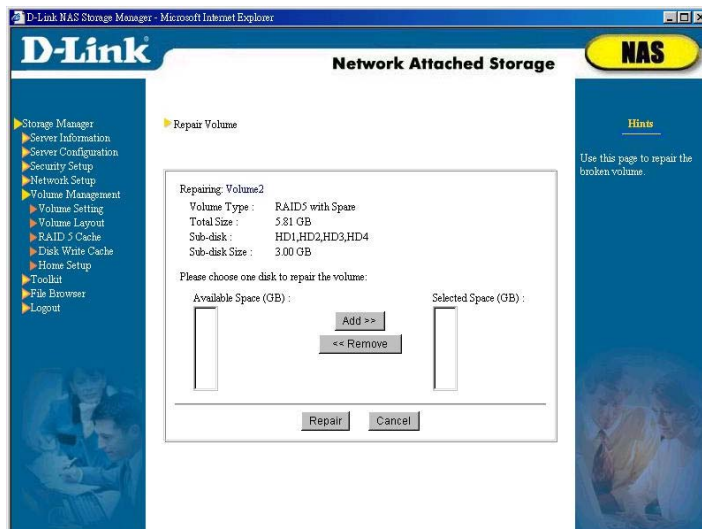 D-Link NAS Storage Manager - Microsoft Internet Explorer
D-Link
Network Attached Storage
NAS
Storage Manager
Server Information
Server Configuration
Security Setup
Network Setup
Volume Management
Volume Setting
Volume Layout
RAID 5 Cache
Disk Write Cache
Home Setup
Toolkit
File Browser
Logout
Repair Volume
Repairing: Volume2
Volume Type : RAID5 with Spare
Total Size : 5.81 GB
Sub-disk : HD1,HD2,HD3,HD4
Sub-disk Size : 3.00 GB
Please choose one disk to repair the volume:
Available Space (GB) : Selected Space (GB) :
Add >>
<< Remove
Repair Cancel
Hints
Use this page to repair the
broken volume.